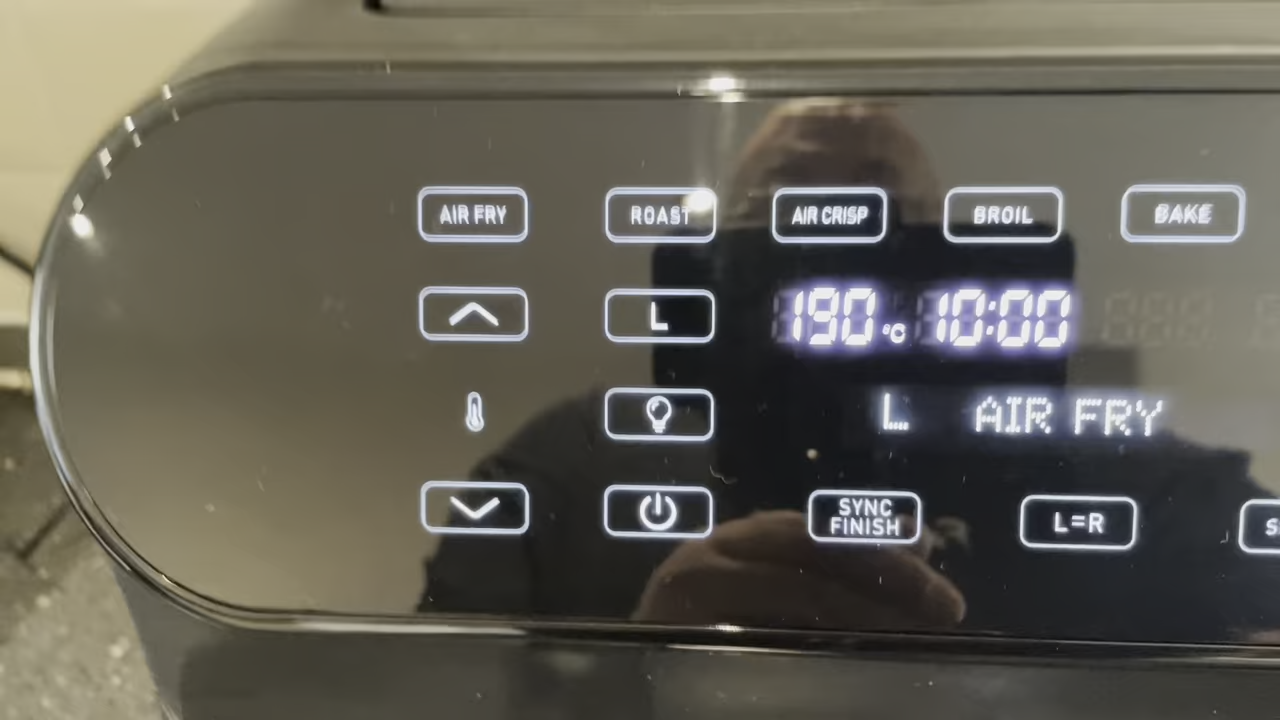 AIR FRY ROAST AIR CRISP BROIL BAKE
L 190 °C 10:00
L AIR FRY
SYNC FINISH L=R